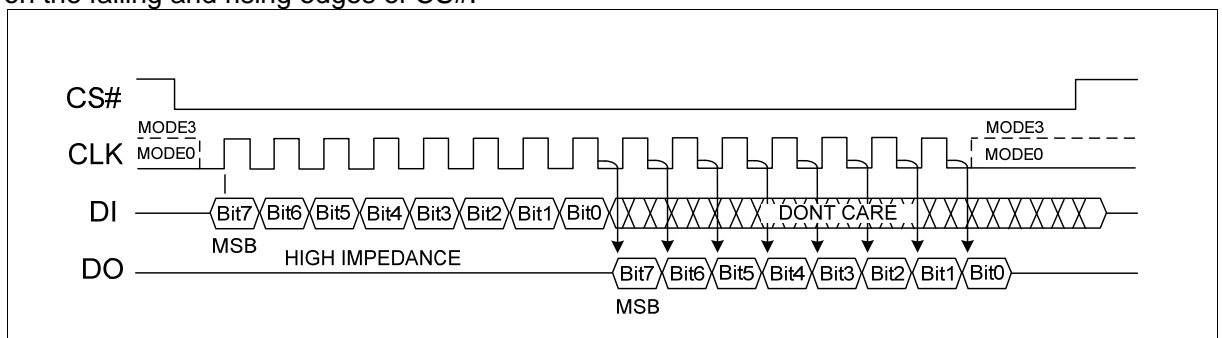 on the falling and rising edges of CS#.
CS#
MODE3 MODE3
CLK MODE0 MODE0
DI Bit7 Bit6 Bit5 Bit4 Bit3 Bit2 Bit1 Bit0 DONT CARE
MSB
HIGH IMPEDANCE
DO Bit7 Bit6 Bit5 Bit4 Bit3 Bit2 Bit1 Bit0
MSB